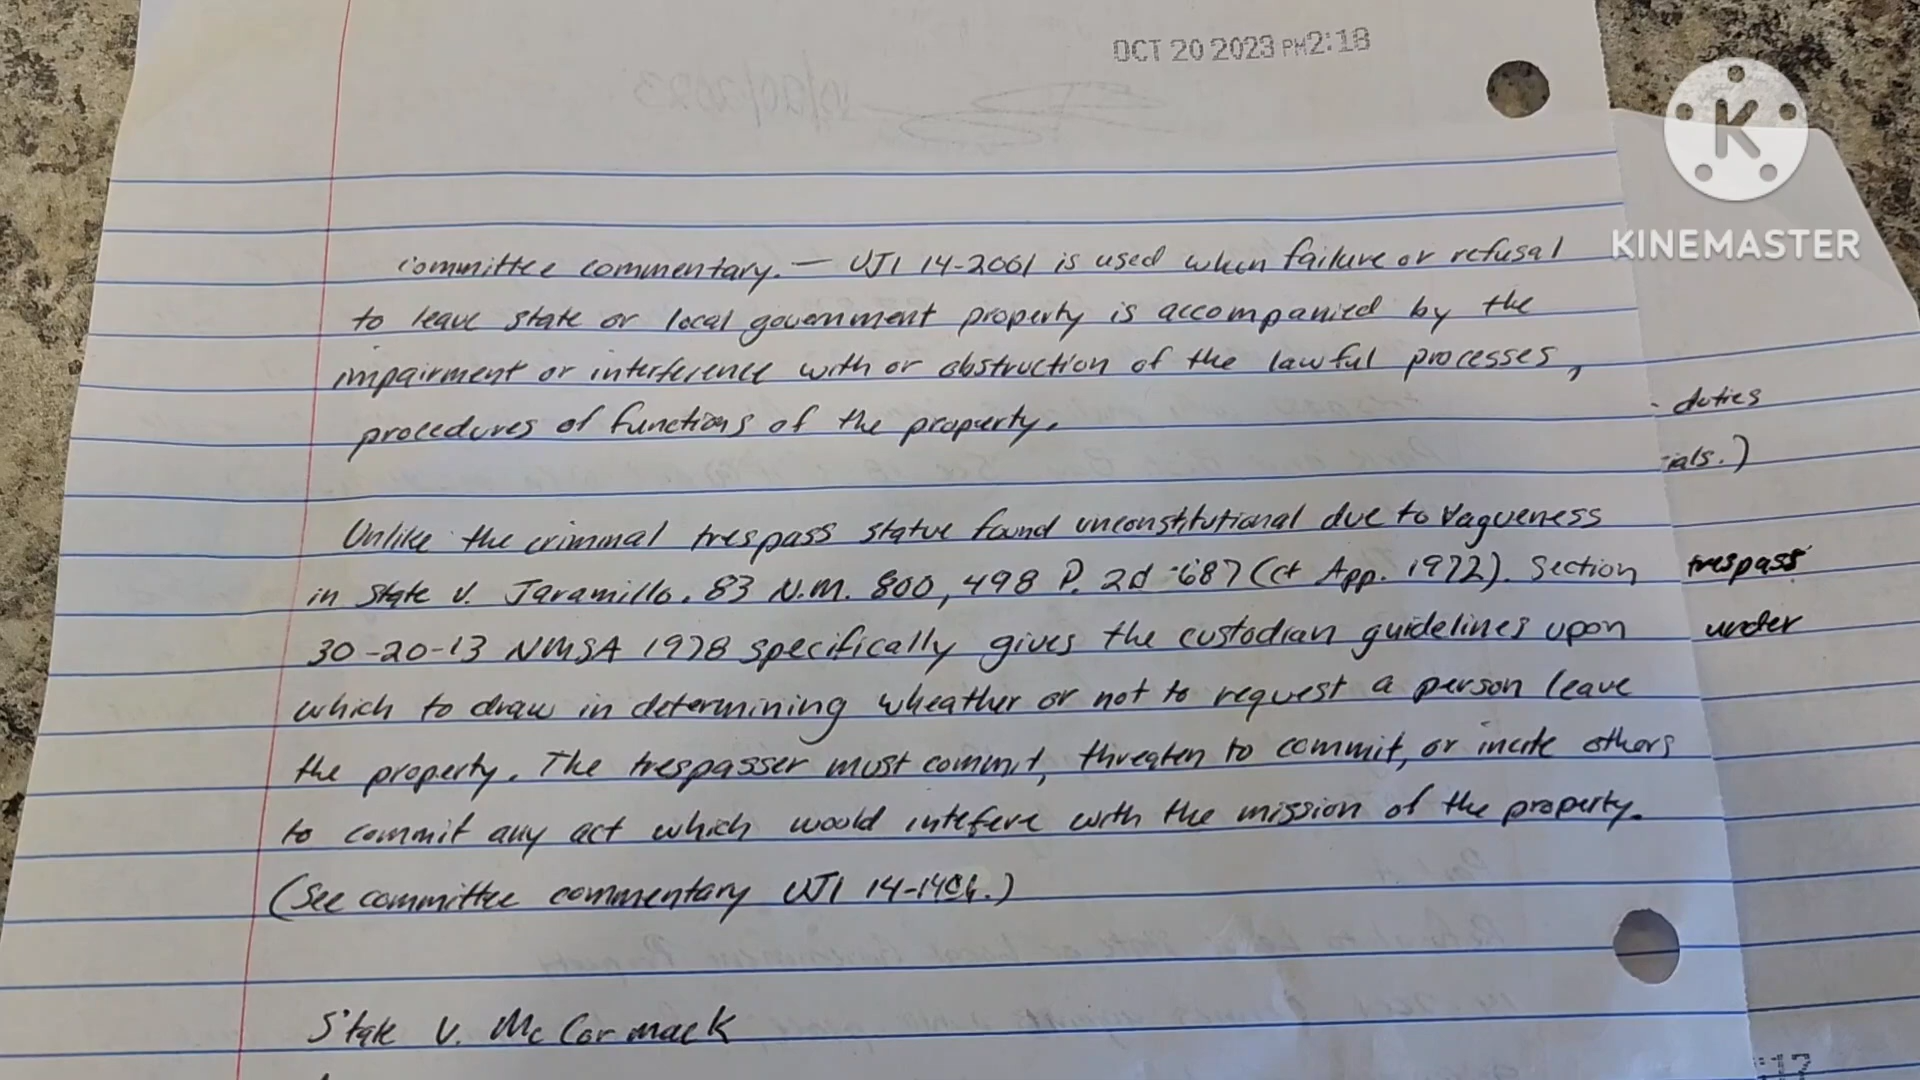 OCT 20 2023 PM 2:18
10/20/2023
KINEMASTER
committee commentary. — UJI 14-2061 is used when failure or refusal
to leave state or local government property is accompanied by the
impairment or interference with or obstruction of the lawful processes,
procedures of functions of the property.
duties
ials.)
Unlike the criminal trespass statue found unconstitutional due to vagueness
in State v. Jaramillo. 83 N.M. 800, 498 P. 2d 687 (ct App. 1972). Section
trespass
30-20-13 NMSA 1978 specifically gives the custodian guidelines upon
under
which to draw in determining wheather or not to request a person leave
the property. The trespasser must commit, threaten to commit, or incite others
to commit any act which would intefere with the mission of the property.
(See committee commentary UJI
State v. McCormack